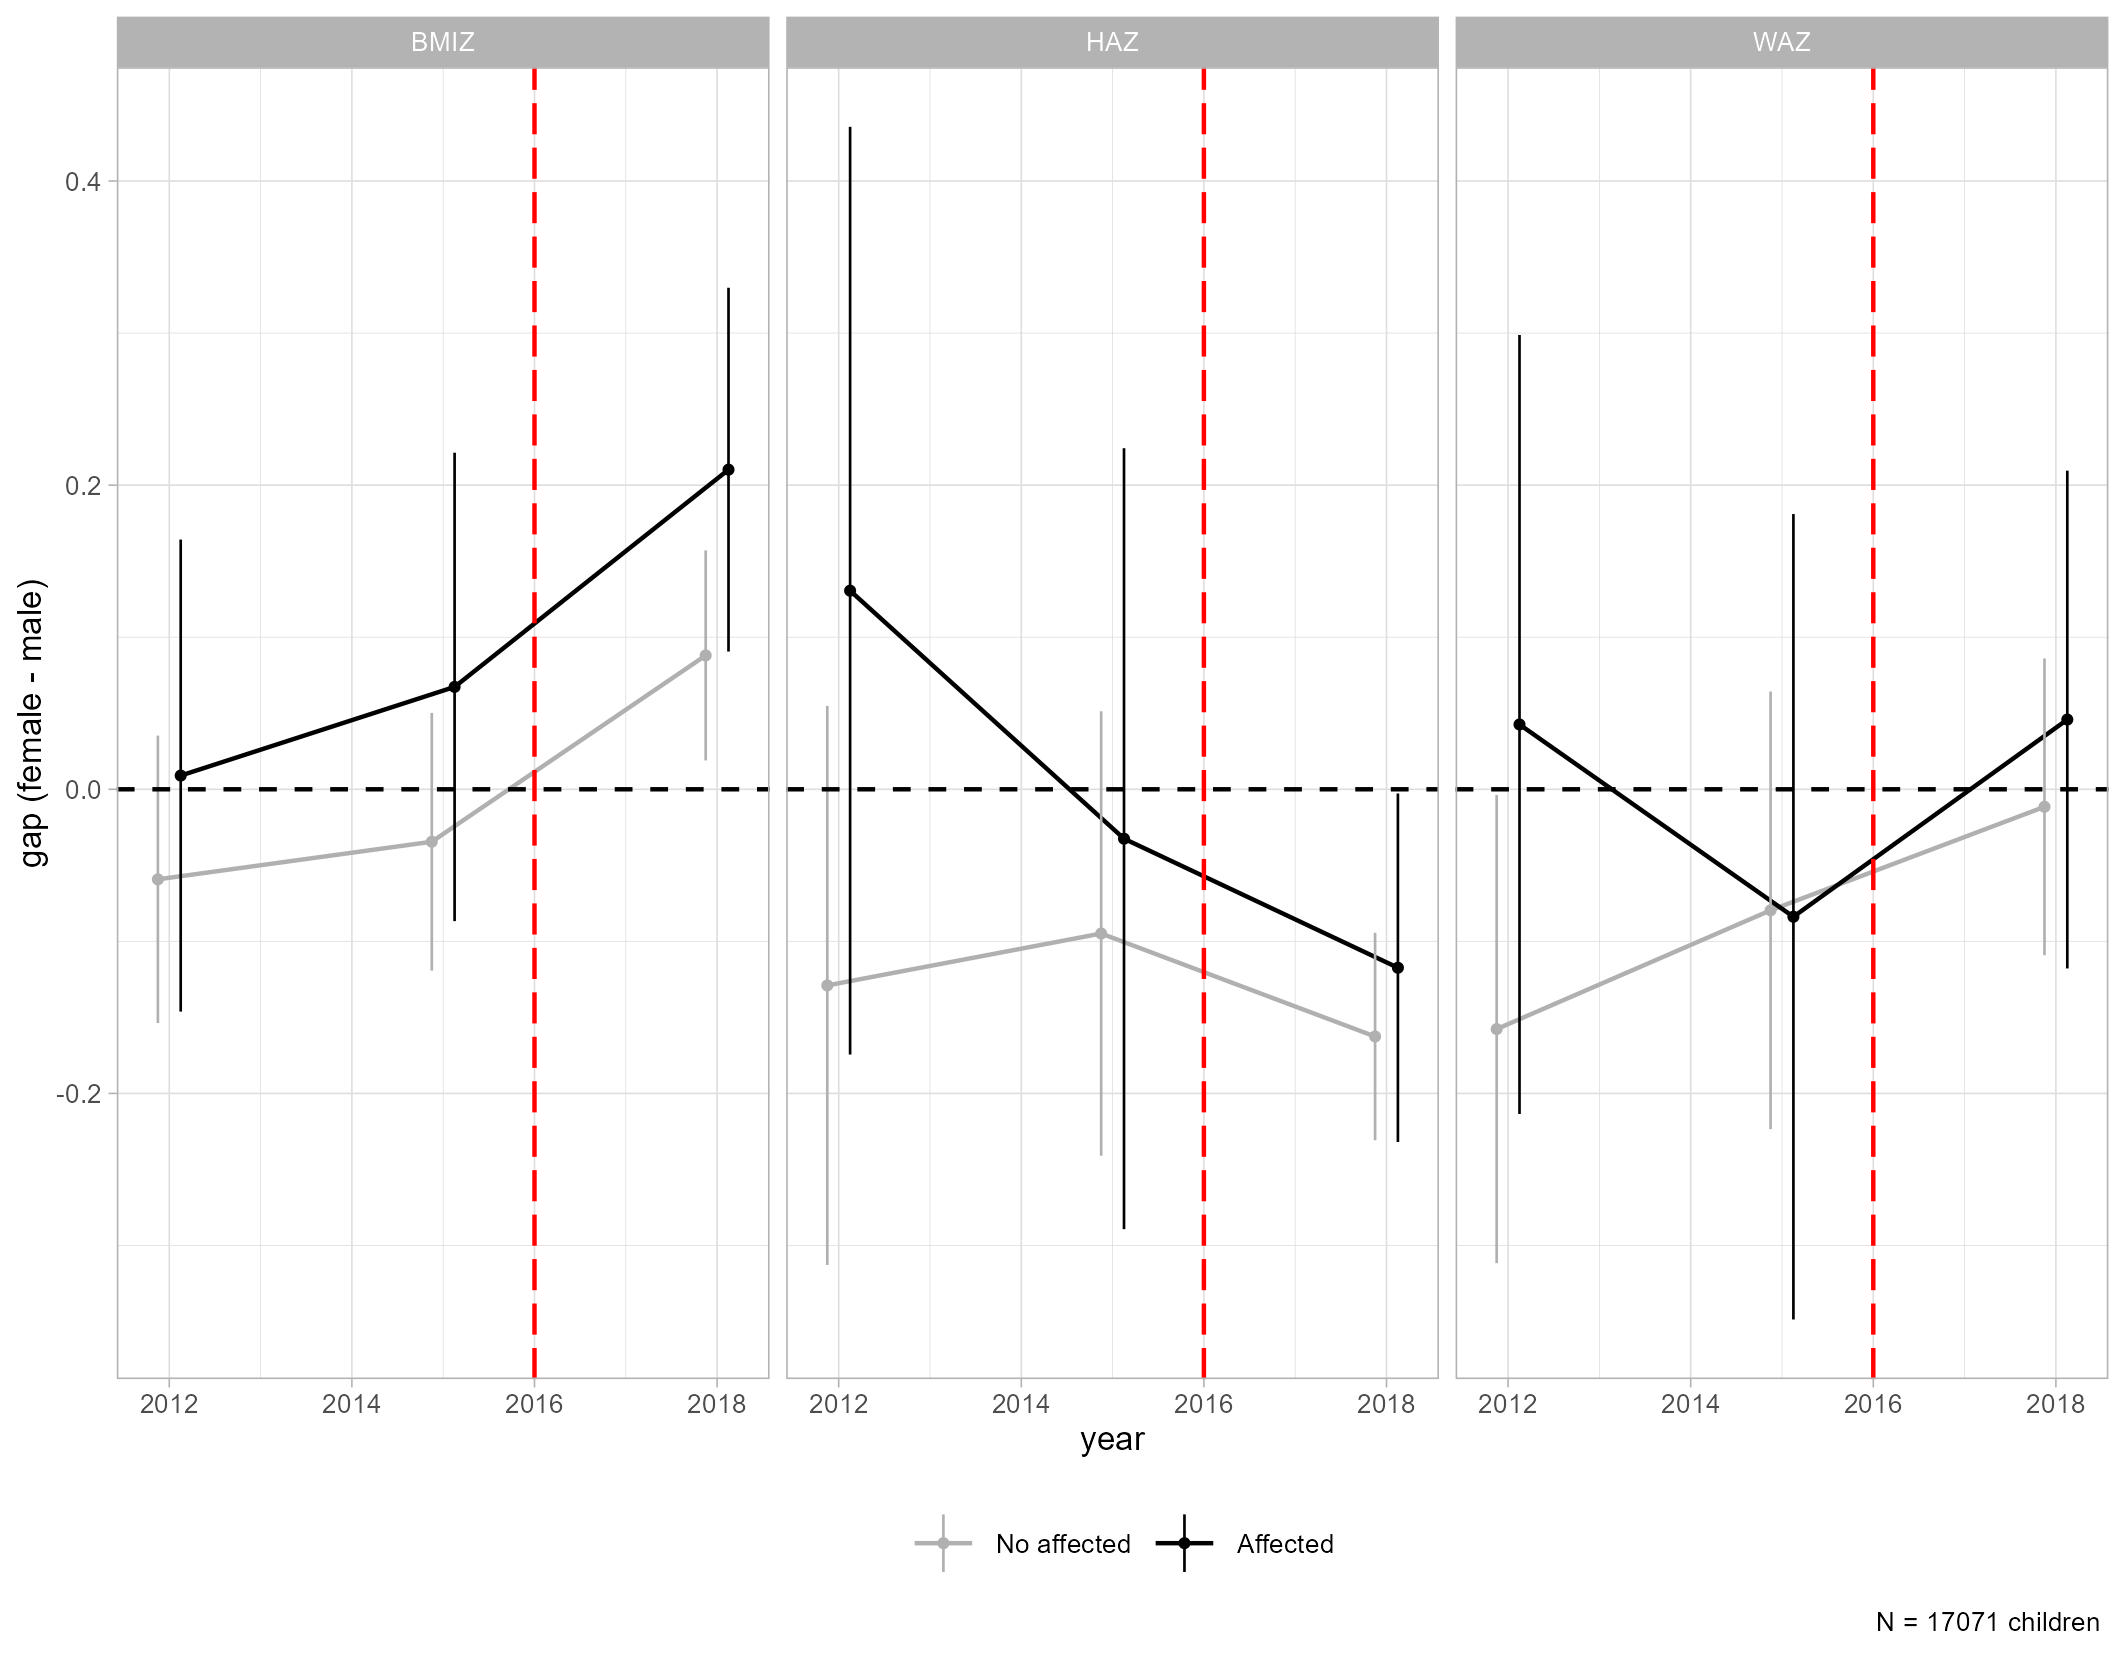 BMIZ HAZ WAZ
gap (female - male)
0.4
0.2
0.0
-0.2
2012 2014 2016 2018 2012 2014 2016 2018 2012 2014 2016 2018
year
No affected Affected
N = 17071 children